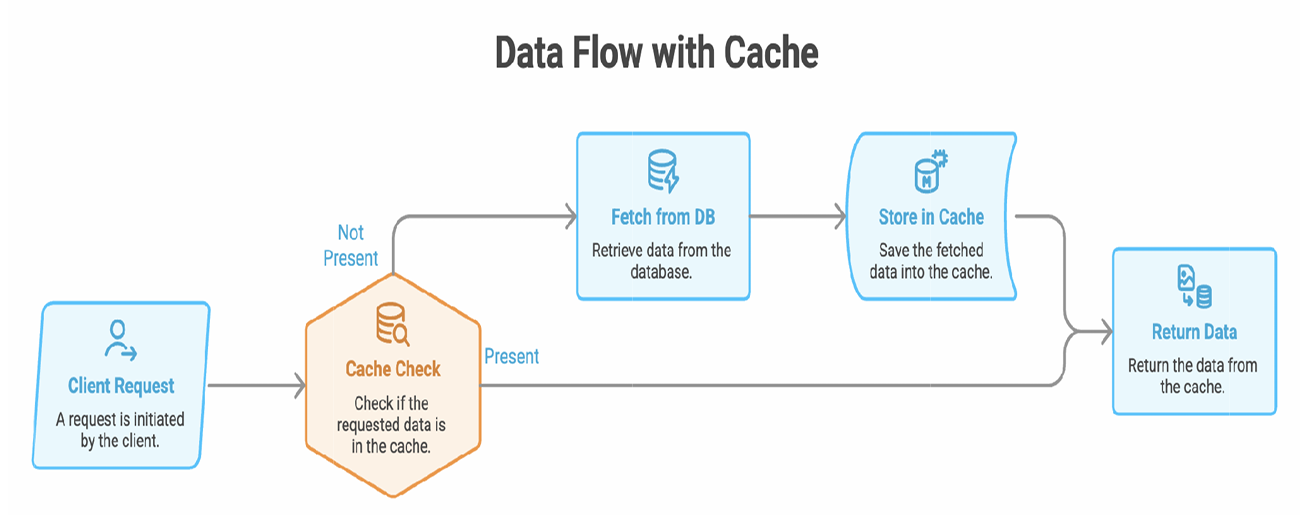 Data Flow with Cache
Client Request
A request is initiated
by the client.
Cache Check
Check if the
requested data is
in the cache.
Not
Present
Present
Fetch from DB
Retrieve data from the
database.
M
Store in Cache
Save the fetched
data into the cache.
Return Data
Return the data from
the cache.